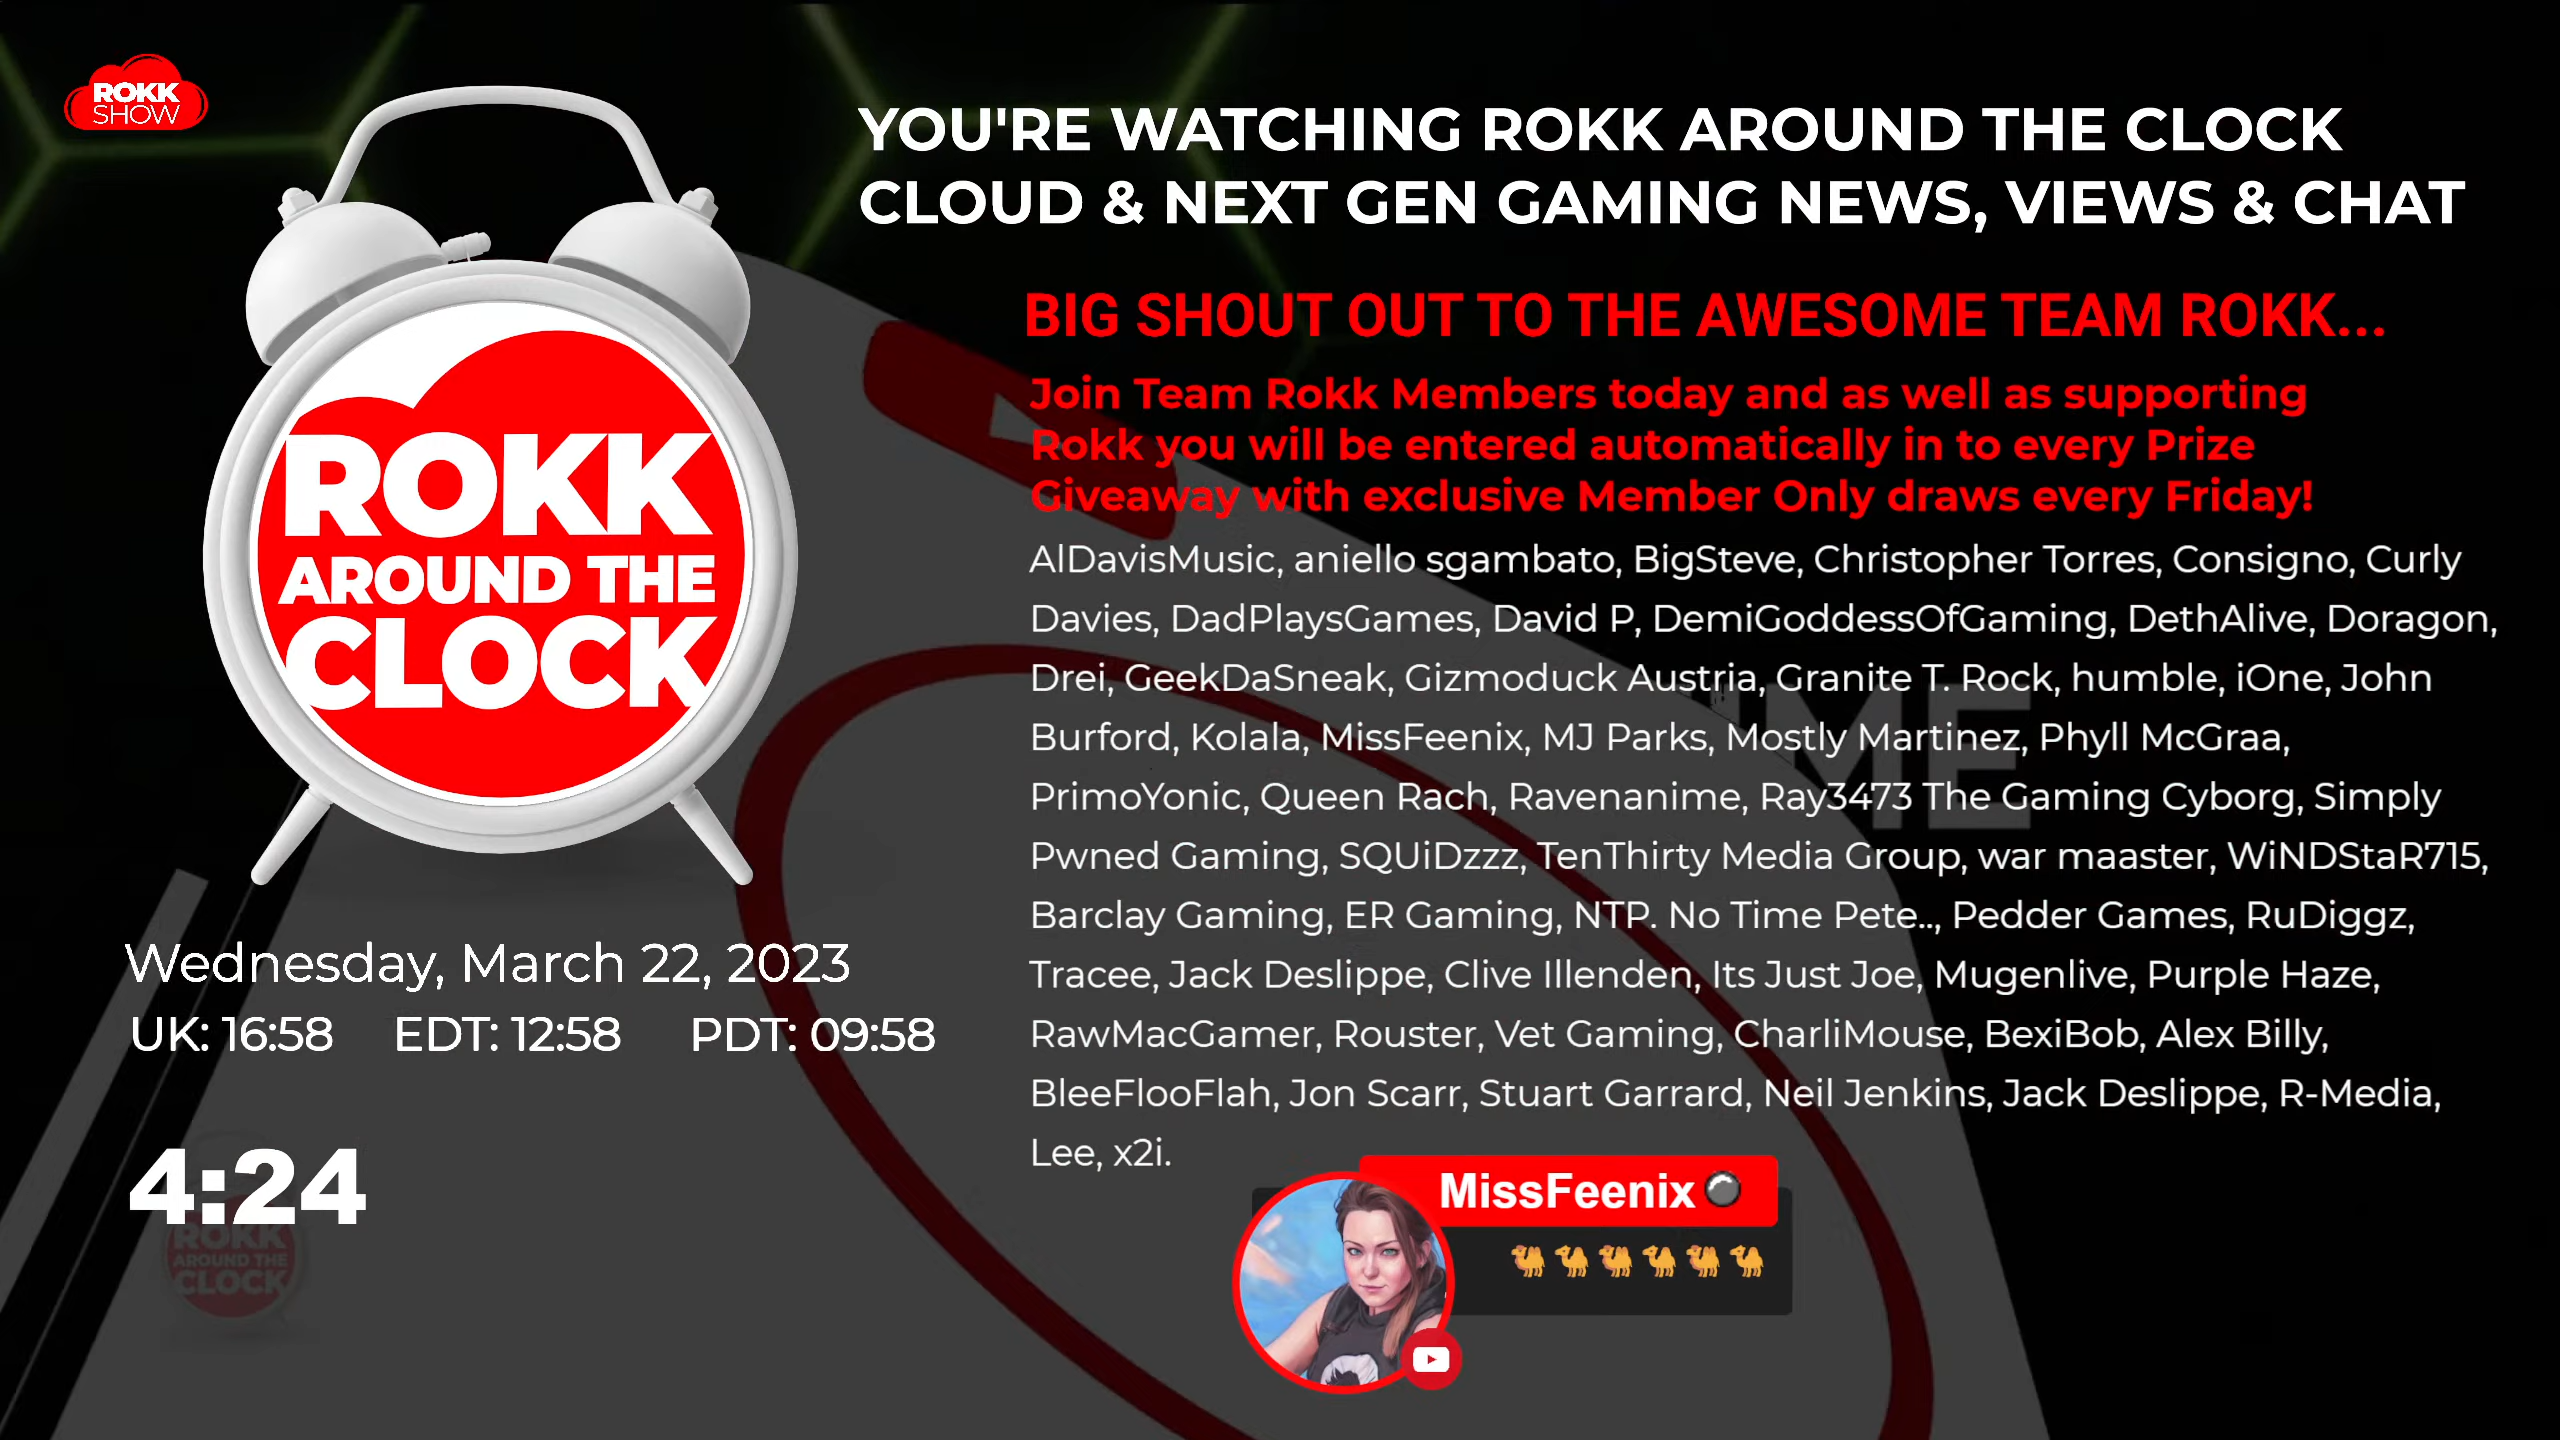 ROKK
SHOW
YOU'RE WATCHING ROKK AROUND THE CLOCK
CLOUD & NEXT GEN GAMING NEWS, VIEWS & CHAT
ROKK
AROUND THE
CLOCK
BIG SHOUT OUT TO THE AWESOME TEAM ROKK...
Join Team Rokk Members today and as well as supporting
Rokk you will be entered automatically in to every Prize
Giveaway with exclusive Member Only draws every Friday!
AlDavisMusic, aniello sgambato, BigSteve, Christopher Torres, Consigno, Curly
Davies, DadPlaysGames, David P, DemiGoddessOfGaming, DethAlive, Doragon,
Drei, GeekDaSneak, Gizmoduck Austria, Granite T. Rock, humble, iOne, John
Burford, Kolala, MissFeenix, MJ Parks, Mostly Martinez, Phyll McGraa,
PrimoYonic, Queen Rach, Ravenanime, Ray3473 The Gaming Cyborg, Simply
Pwned Gaming, SQUiDzzz, TenThirty Media Group, war maaster, WiNDStaR715,
Barclay Gaming, ER Gaming, NTP. No Time Pete.., Pedder Games, RuDiggz,
Tracee, Jack Deslippe, Clive Illenden, Its Just Joe, Mugenlive, Purple Haze,
RawMacGamer, Rouster, Vet Gaming, CharliMouse, BexiBob, Alex Billy,
BleeFlooFlah, Jon Scarr, Stuart Garrard, Neil Jenkins, Jack Deslippe, R-Media,
Lee, x2i.
Wednesday, March 22, 2023
UK: 16:58 EDT: 12:58 PDT: 09:58
4:24
ROKK
AROUND THE
CLOCK
MissFeenix